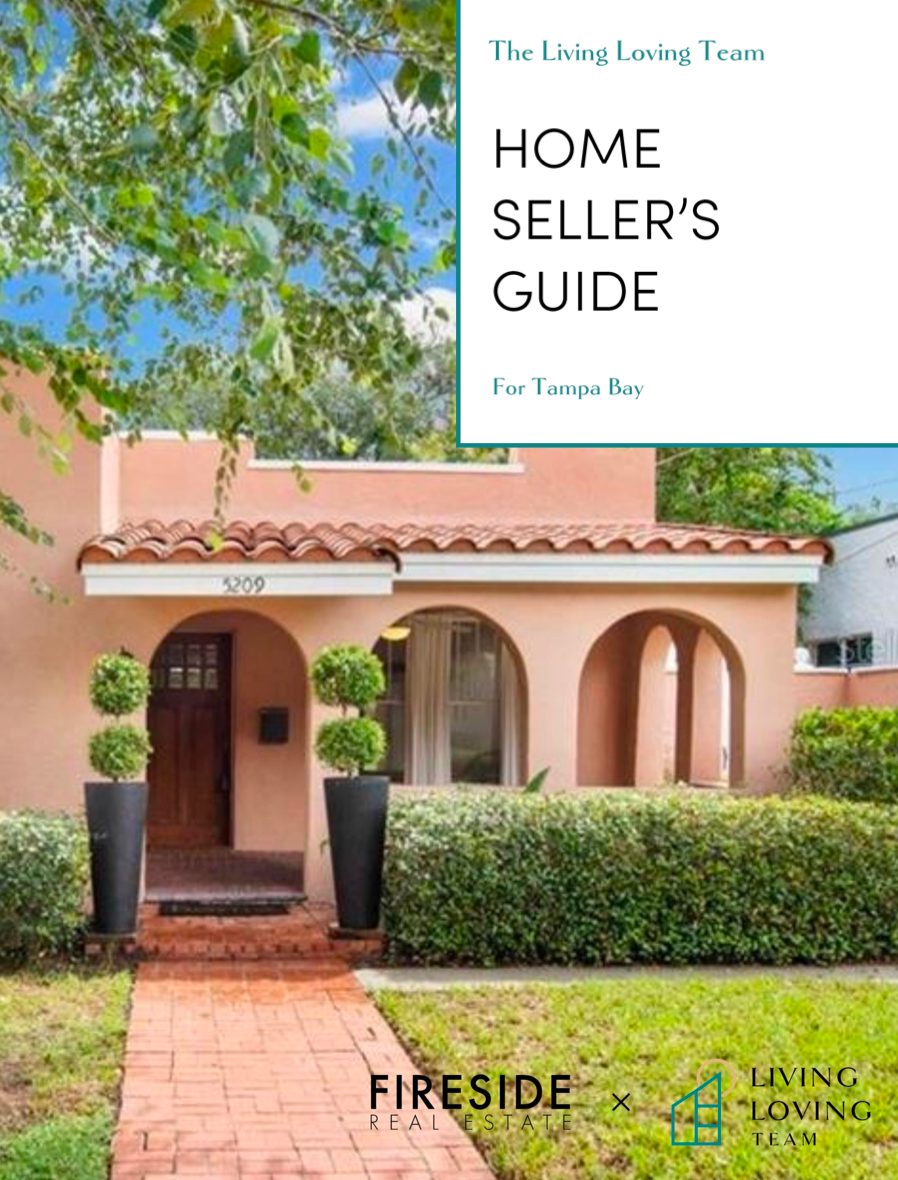 The Living Loving Team
HOME
SELLER'S
GUIDE
For Tampa Bay
5209
FIRESIDE
REAL ESTATE
×
LIVING
LOVING
TEAM